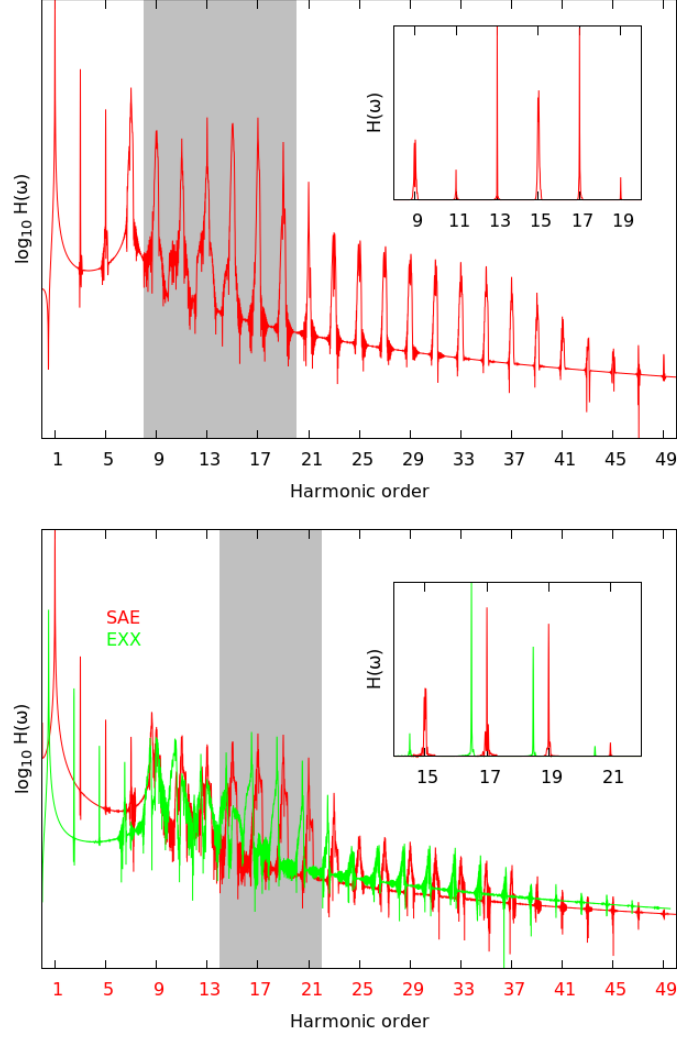 H(ω)
9 11 13 15 17 19
log10 H(ω)
1 5 9 13 17 21 25 29 33 37 41 45 49
Harmonic order
SAE
EXX
H(ω)
15 17 19 21
log10 H(ω)
1 5 9 13 17 21 25 29 33 37 41 45 49
Harmonic order